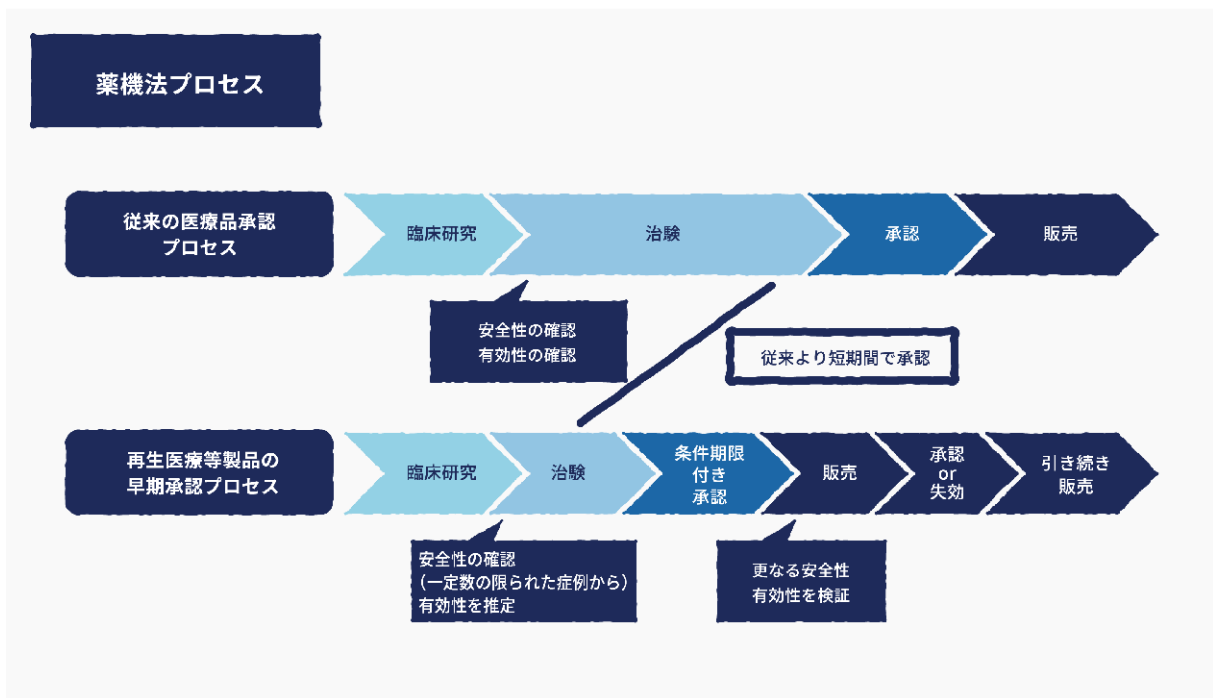 薬機法プロセス
従来の医療品承認
プロセス
臨床研究
治験
承認
販売
安全性の確認
有効性の確認
従来より短期間で承認
再生医療等製品の
早期承認プロセス
臨床研究
治験
条件期限
付き
承認
販売
承認
or
失効
引き続き
販売
安全性の確認
(一定数の限られた症例から)
有効性を推定
更なる安全性
有効性を検証